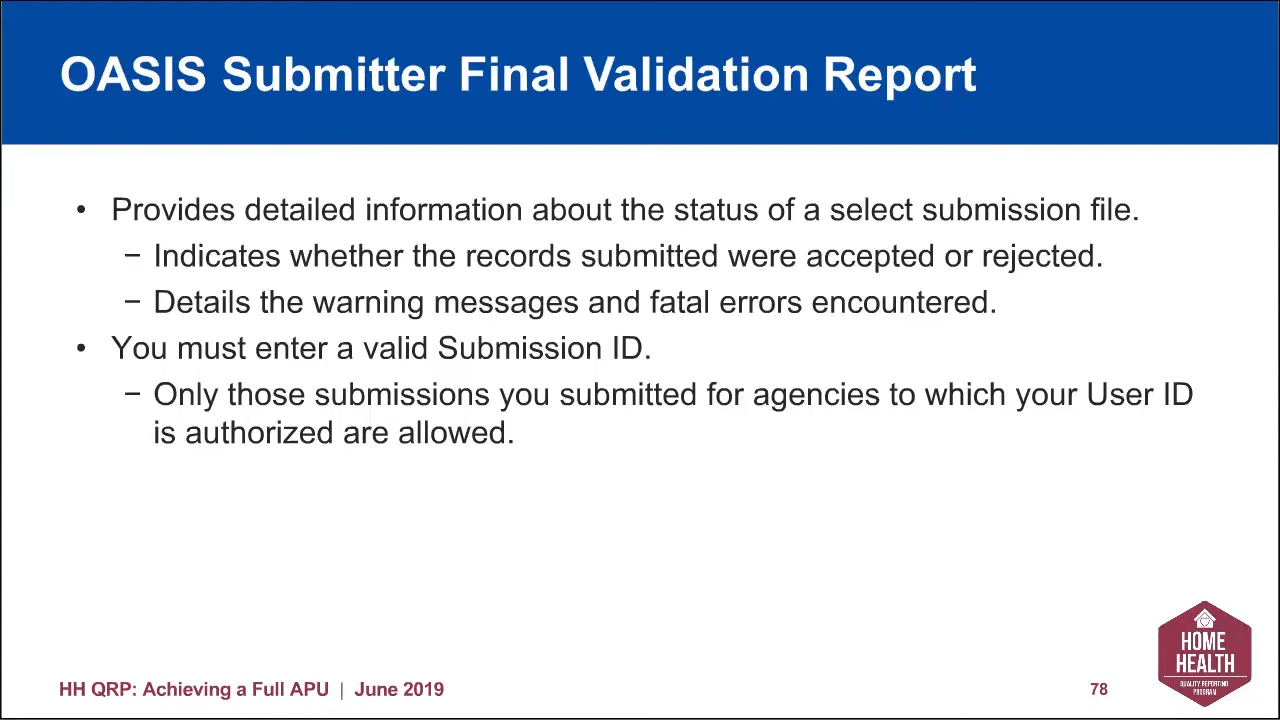 OASIS Submitter Final Validation Report
• Provides detailed information about the status of a select submission file.
− Indicates whether the records submitted were accepted or rejected.
− Details the warning messages and fatal errors encountered.
• You must enter a valid Submission ID.
− Only those submissions you submitted for agencies to which your User ID
is authorized are allowed.
HH QRP: Achieving a Full APU | June 2019
78
HOME
HEALTH
QUALITY REPORTING
PROGRAM